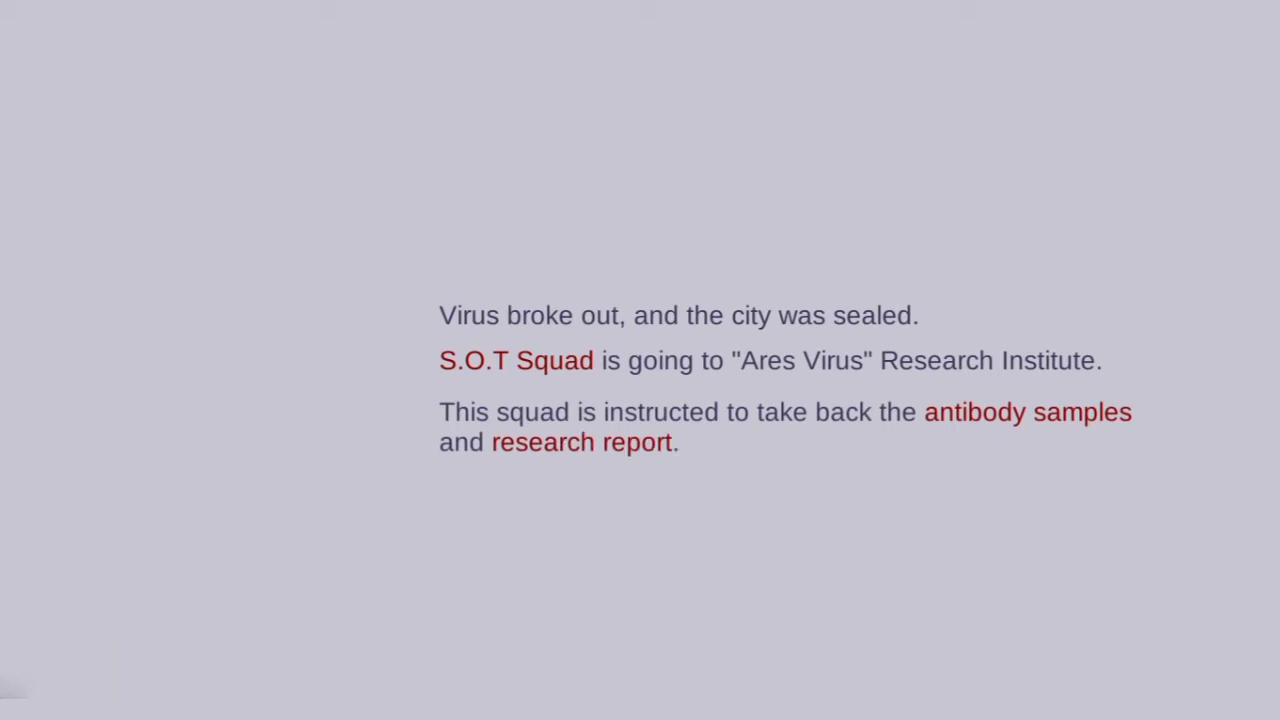 Virus broke out, and the city was sealed.
S.O.T Squad is going to "Ares Virus" Research Institute.
This squad is instructed to take back the antibody samples
and research report.